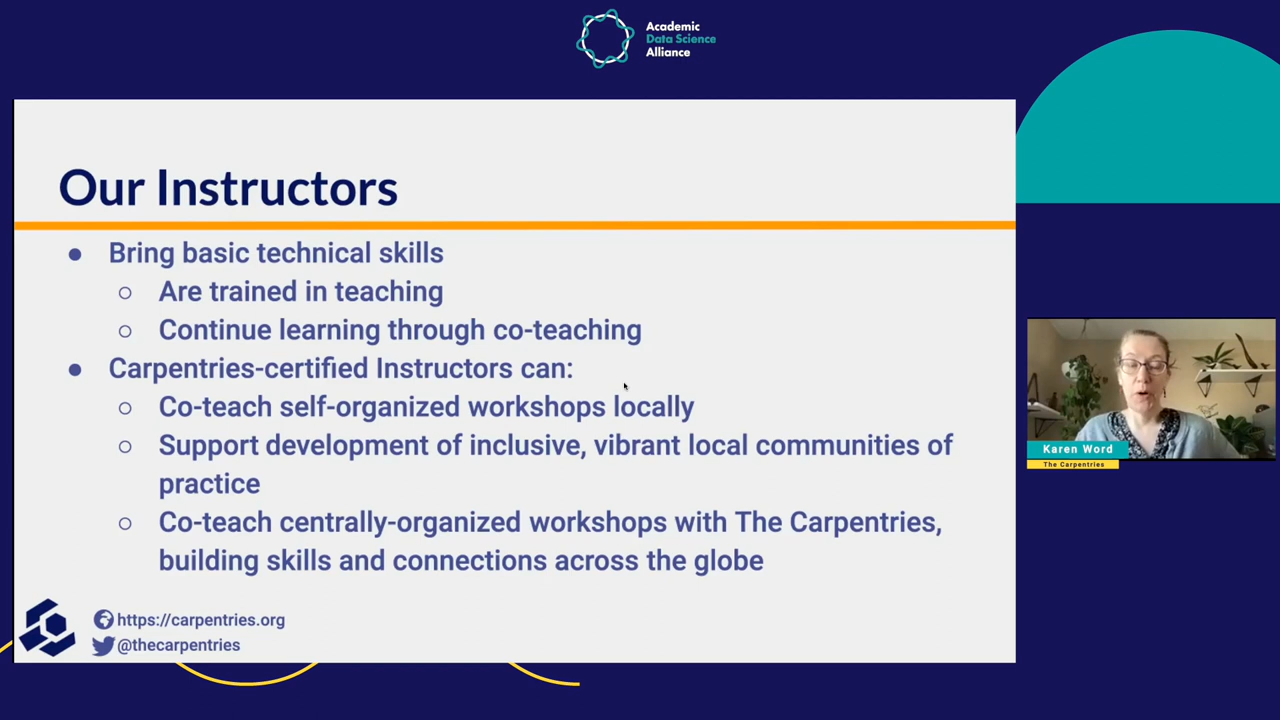 Academic
Data Science
Alliance
Our Instructors
● Bring basic technical skills
○ Are trained in teaching
○ Continue learning through co-teaching
● Carpentries-certified Instructors can:
○ Co-teach self-organized workshops locally
○ Support development of inclusive, vibrant local communities of
practice
○ Co-teach centrally-organized workshops with The Carpentries,
building skills and connections across the globe
https://carpentries.org
@thecarpentries
Karen Word
The Carpentries